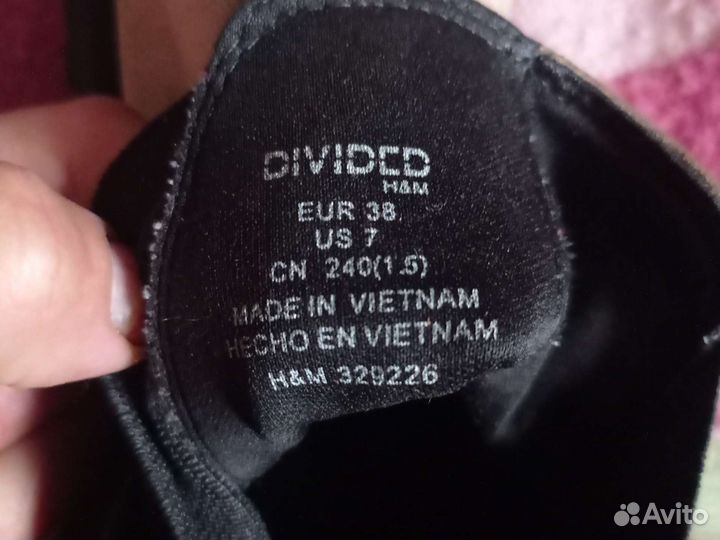 DIVIDED
H&M
EUR 38
US 7
CN 240(1.5)
MADE IN VIETNAM
HECHO EN VIETNAM
H&M 329226
Avito